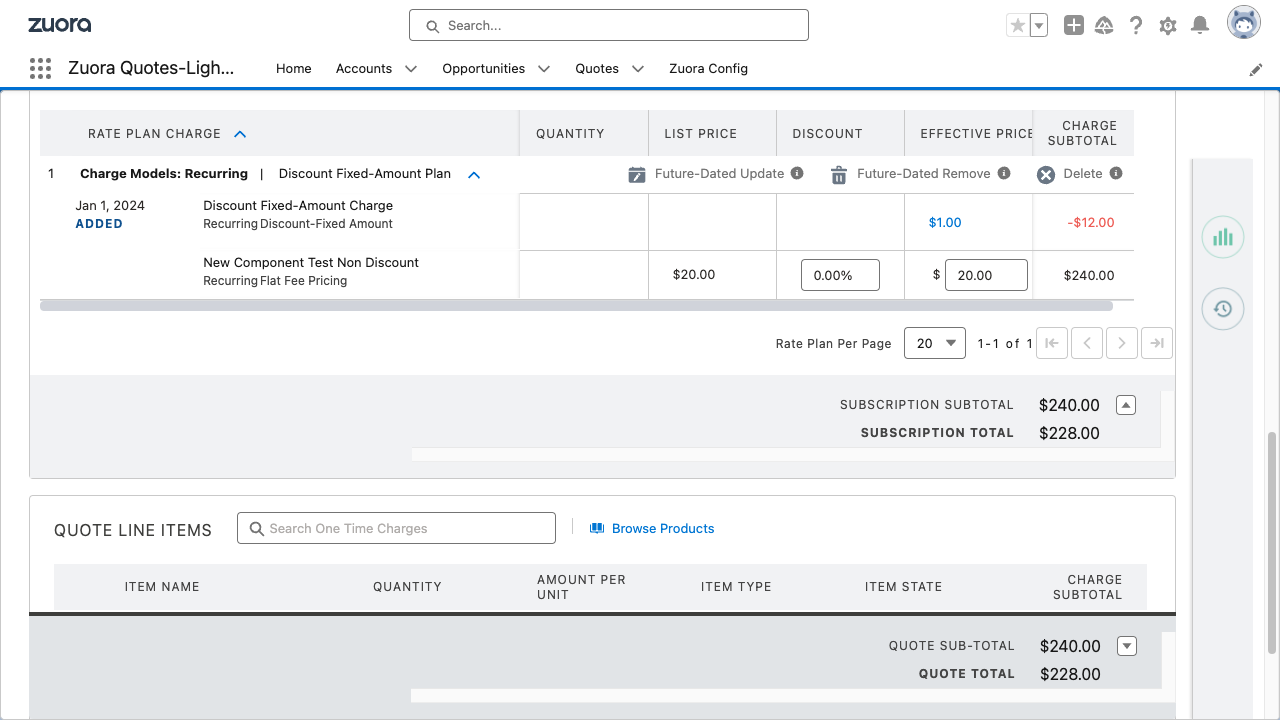 zuora
Search...
Zuora Quotes-Ligh...
Home
Accounts
Opportunities
Quotes
Zuora Config
RATE PLAN CHARGE
QUANTITY
LIST PRICE
DISCOUNT
EFFECTIVE PRICE
CHARGE
SUBTOTAL
1
Charge Models: Recurring | Discount Fixed-Amount Plan
Future-Dated Update
Future-Dated Remove
Delete
Jan 1, 2024
ADDED
Discount Fixed-Amount Charge
Recurring Discount-Fixed Amount
$1.00
-$12.00
New Component Test Non Discount
Recurring Flat Fee Pricing
$20.00
0.00%
$ 20.00
$240.00
Rate Plan Per Page
20
1-1 of 1
SUBSCRIPTION SUBTOTAL $240.00
SUBSCRIPTION TOTAL $228.00
QUOTE LINE ITEMS
Search One Time Charges
Browse Products
ITEM NAME
QUANTITY
AMOUNT PER
UNIT
ITEM TYPE
ITEM STATE
CHARGE
SUBTOTAL
QUOTE SUB-TOTAL $240.00
QUOTE TOTAL $228.00